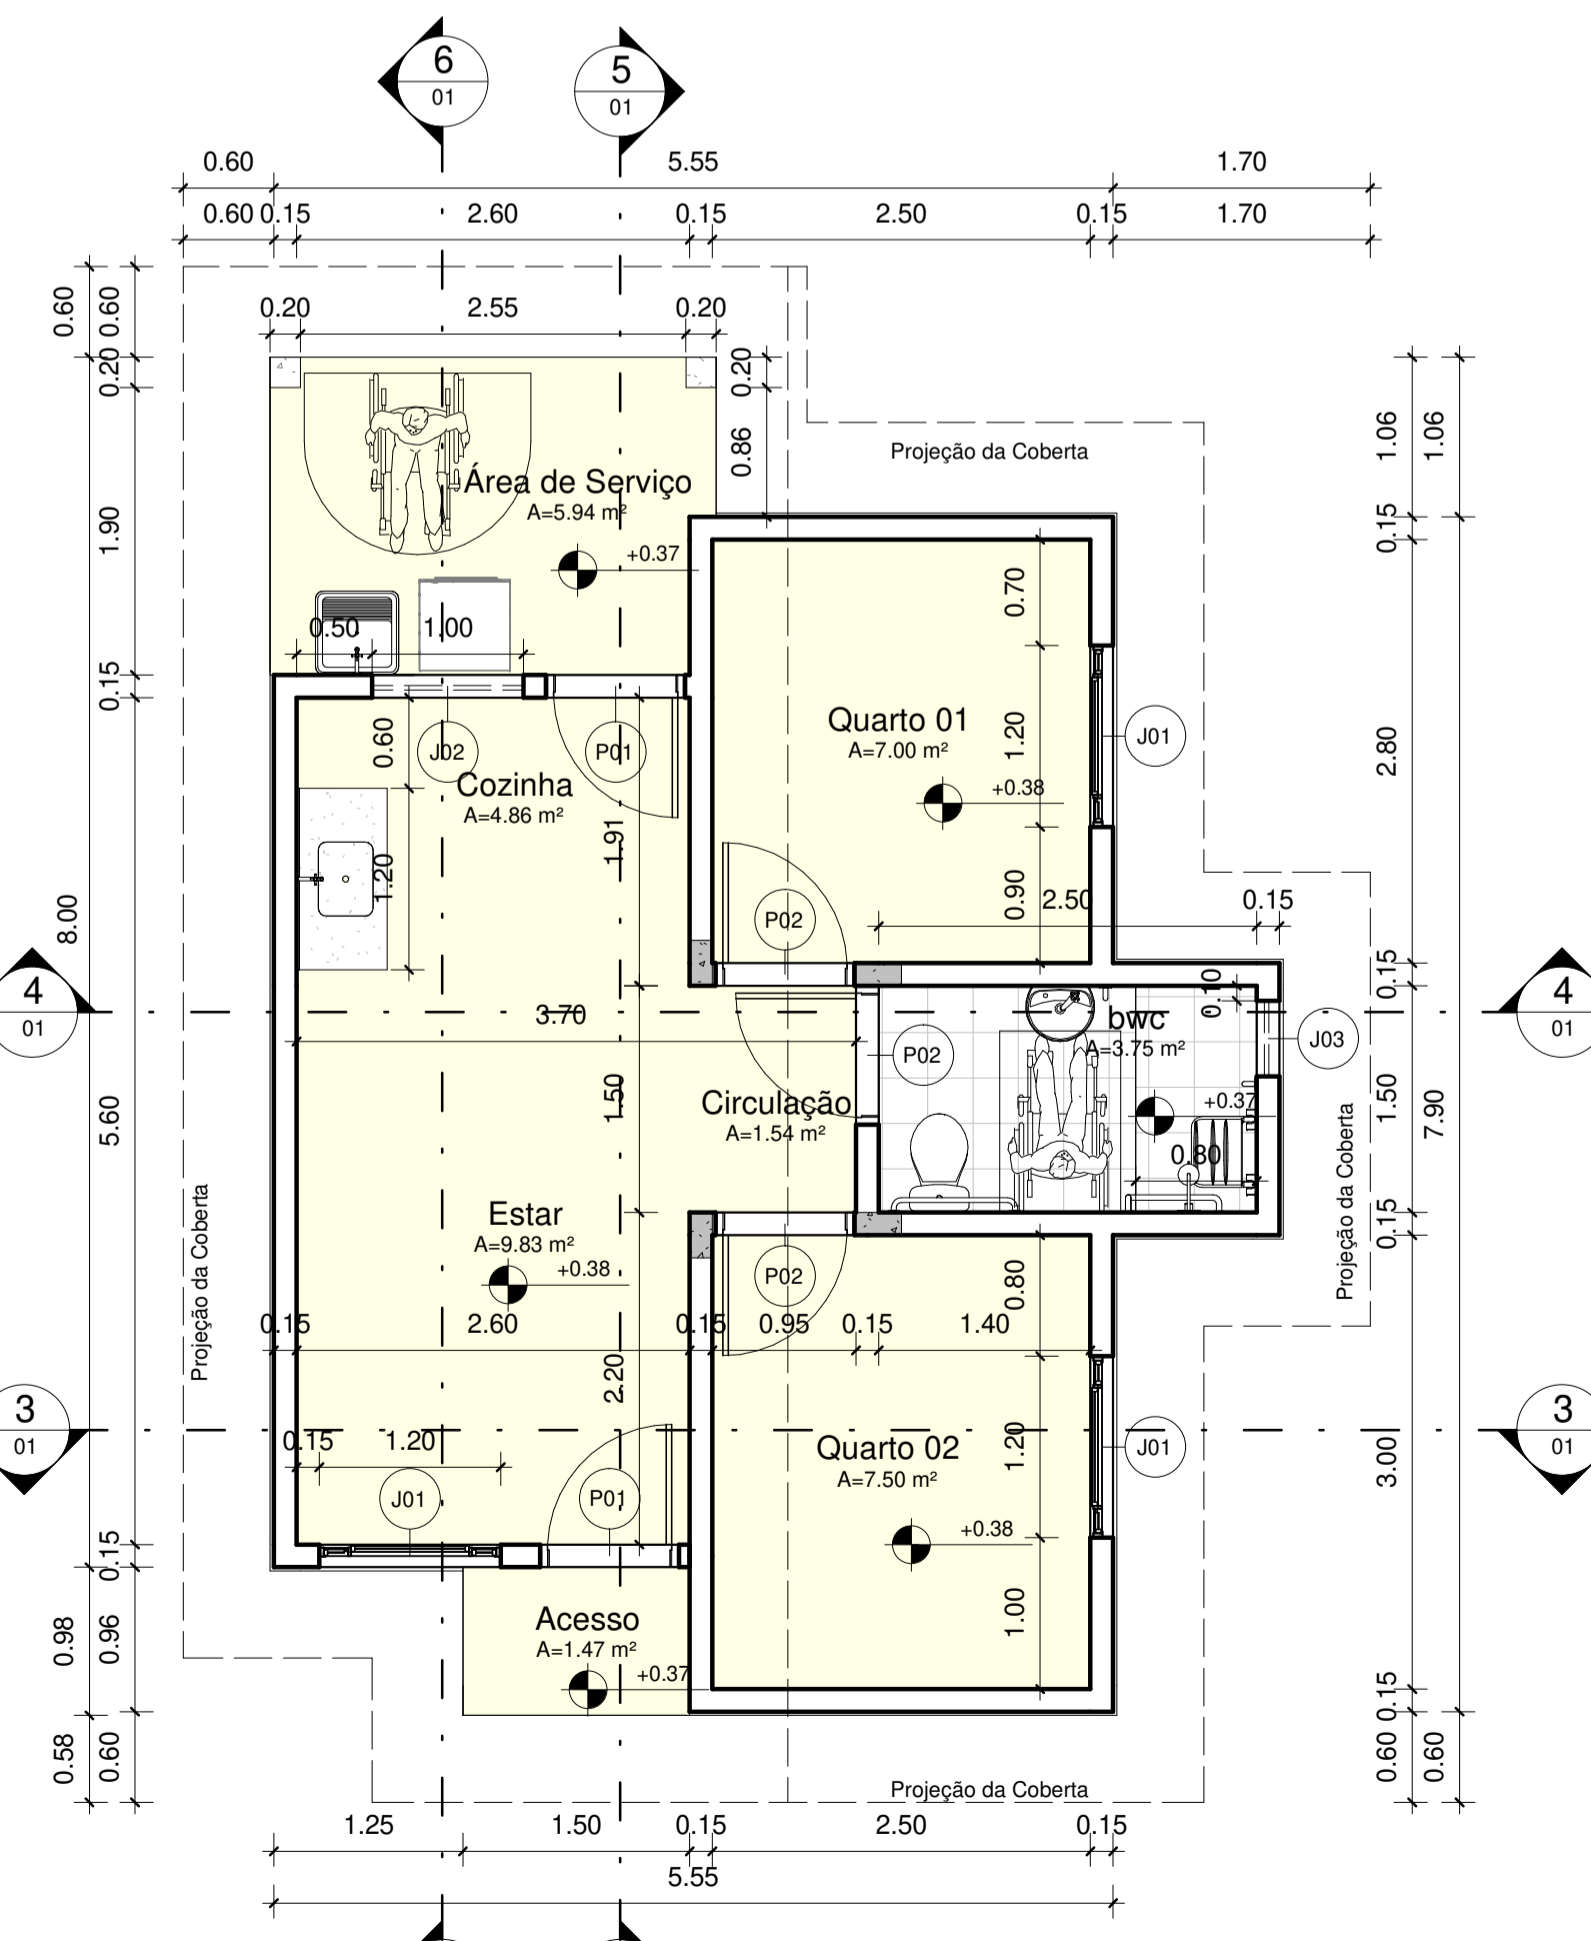 6
01
5
01
0.60
5.55
1.70
0.60
0.15
2.60
0.15
2.50
0.15
1.70
0.60
0.60
0.20
2.55
0.20
0.20
0.20
0.86
1.06
1.06
Projeção da Coberta
Área de Serviço
A=5.94 m²
+0.37
1.90
0.15
0.70
0.50
1.00
0.15
0.60
J02
P01
Cozinha
A=4.86 m²
Quarto 01
A=7.00 m²
1.20
J01
2.80
+0.38
1.91
1.20
0.90
2.50
0.15
P02
8.00
4
01
3.70
0.10
bwc
A=3.75 m²
0.15
4
01
P02
J03
5.60
1.50
Circulação
A=1.54 m²
+0.37
1.50
7.90
0.80
Projeção da Coberta
Projeção da Coberta
Estar
A=9.83 m²
+0.38
0.15
P02
0.80
0.15
2.60
0.15
0.95
0.15
1.40
2.20
3
01
0.15
1.20
Quarto 02
A=7.50 m²
1.20
J01
3.00
3
01
J01
P01
+0.38
0.15
1.00
0.98
0.96
Acesso
A=1.47 m²
+0.37
0.15
0.58
0.60
0.60
0.60
Projeção da Coberta
1.25
1.50
0.15
2.50
0.15
5.55